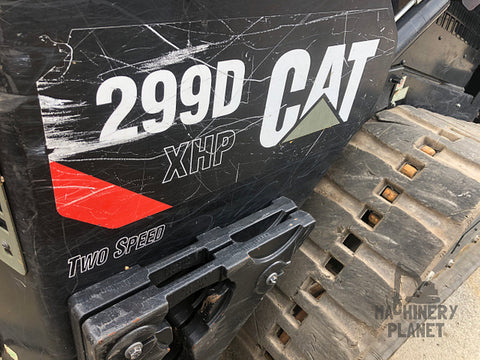 299D CAT
XHP
TWO SPEED
MACHINERY
PLANET